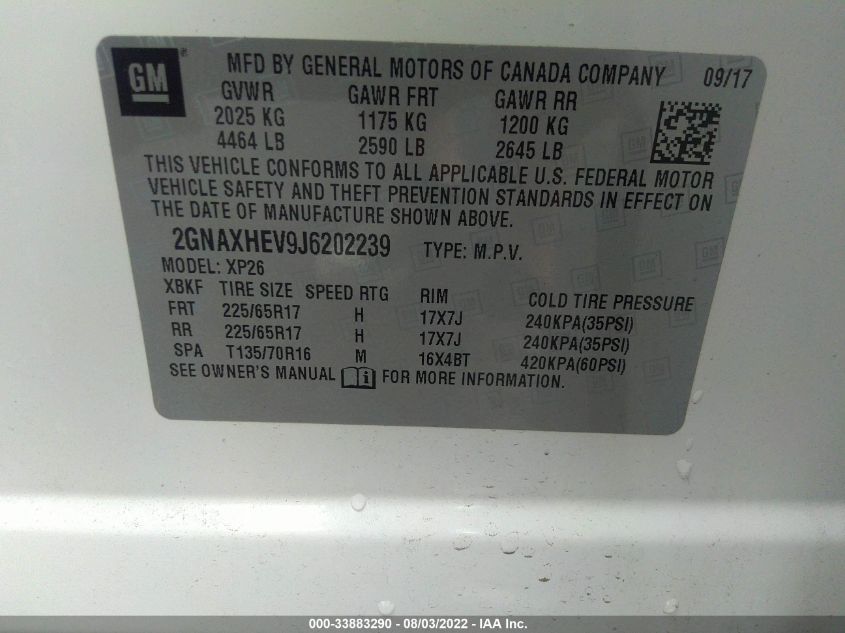 GM ® MFD BY GENERAL MOTORS OF CANADA COMPANY 09/17
GVWR GAWR FRT GAWR RR
2025 KG 1175 KG 1200 KG
4464 LB 2590 LB 2645 LB
THIS VEHICLE CONFORMS TO ALL APPLICABLE U.S. FEDERAL MOTOR
VEHICLE SAFETY AND THEFT PREVENTION STANDARDS IN EFFECT ON
THE DATE OF MANUFACTURE SHOWN ABOVE.
2GNAXHEV9J6202239 TYPE: M.P.V.
MODEL: XP26
XBKF TIRE SIZE SPEED RTG RIM COLD TIRE PRESSURE
FRT 225/65R17 H 17X7J 240KPA(35PSI)
RR 225/65R17 H 17X7J 240KPA(35PSI)
SPA T135/70R16 M 16X4BT 420KPA(60PSI)
SEE OWNER'S MANUAL i FOR MORE INFORMATION.
000-33883290 - 08/03/2022 - IAA Inc.